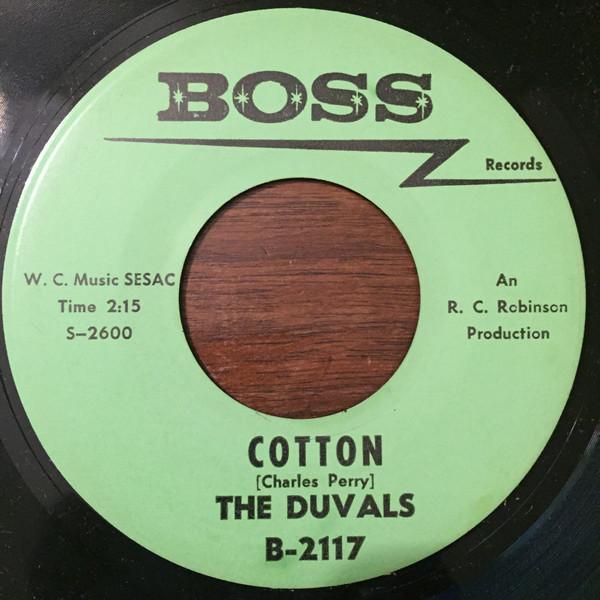 BOSS
Records
W. C. Music SESAC
Time 2:15
S-2600
An
R. C. Robinson
Production
COTTON
[Charles Perry]
THE DUVALS
B-2117